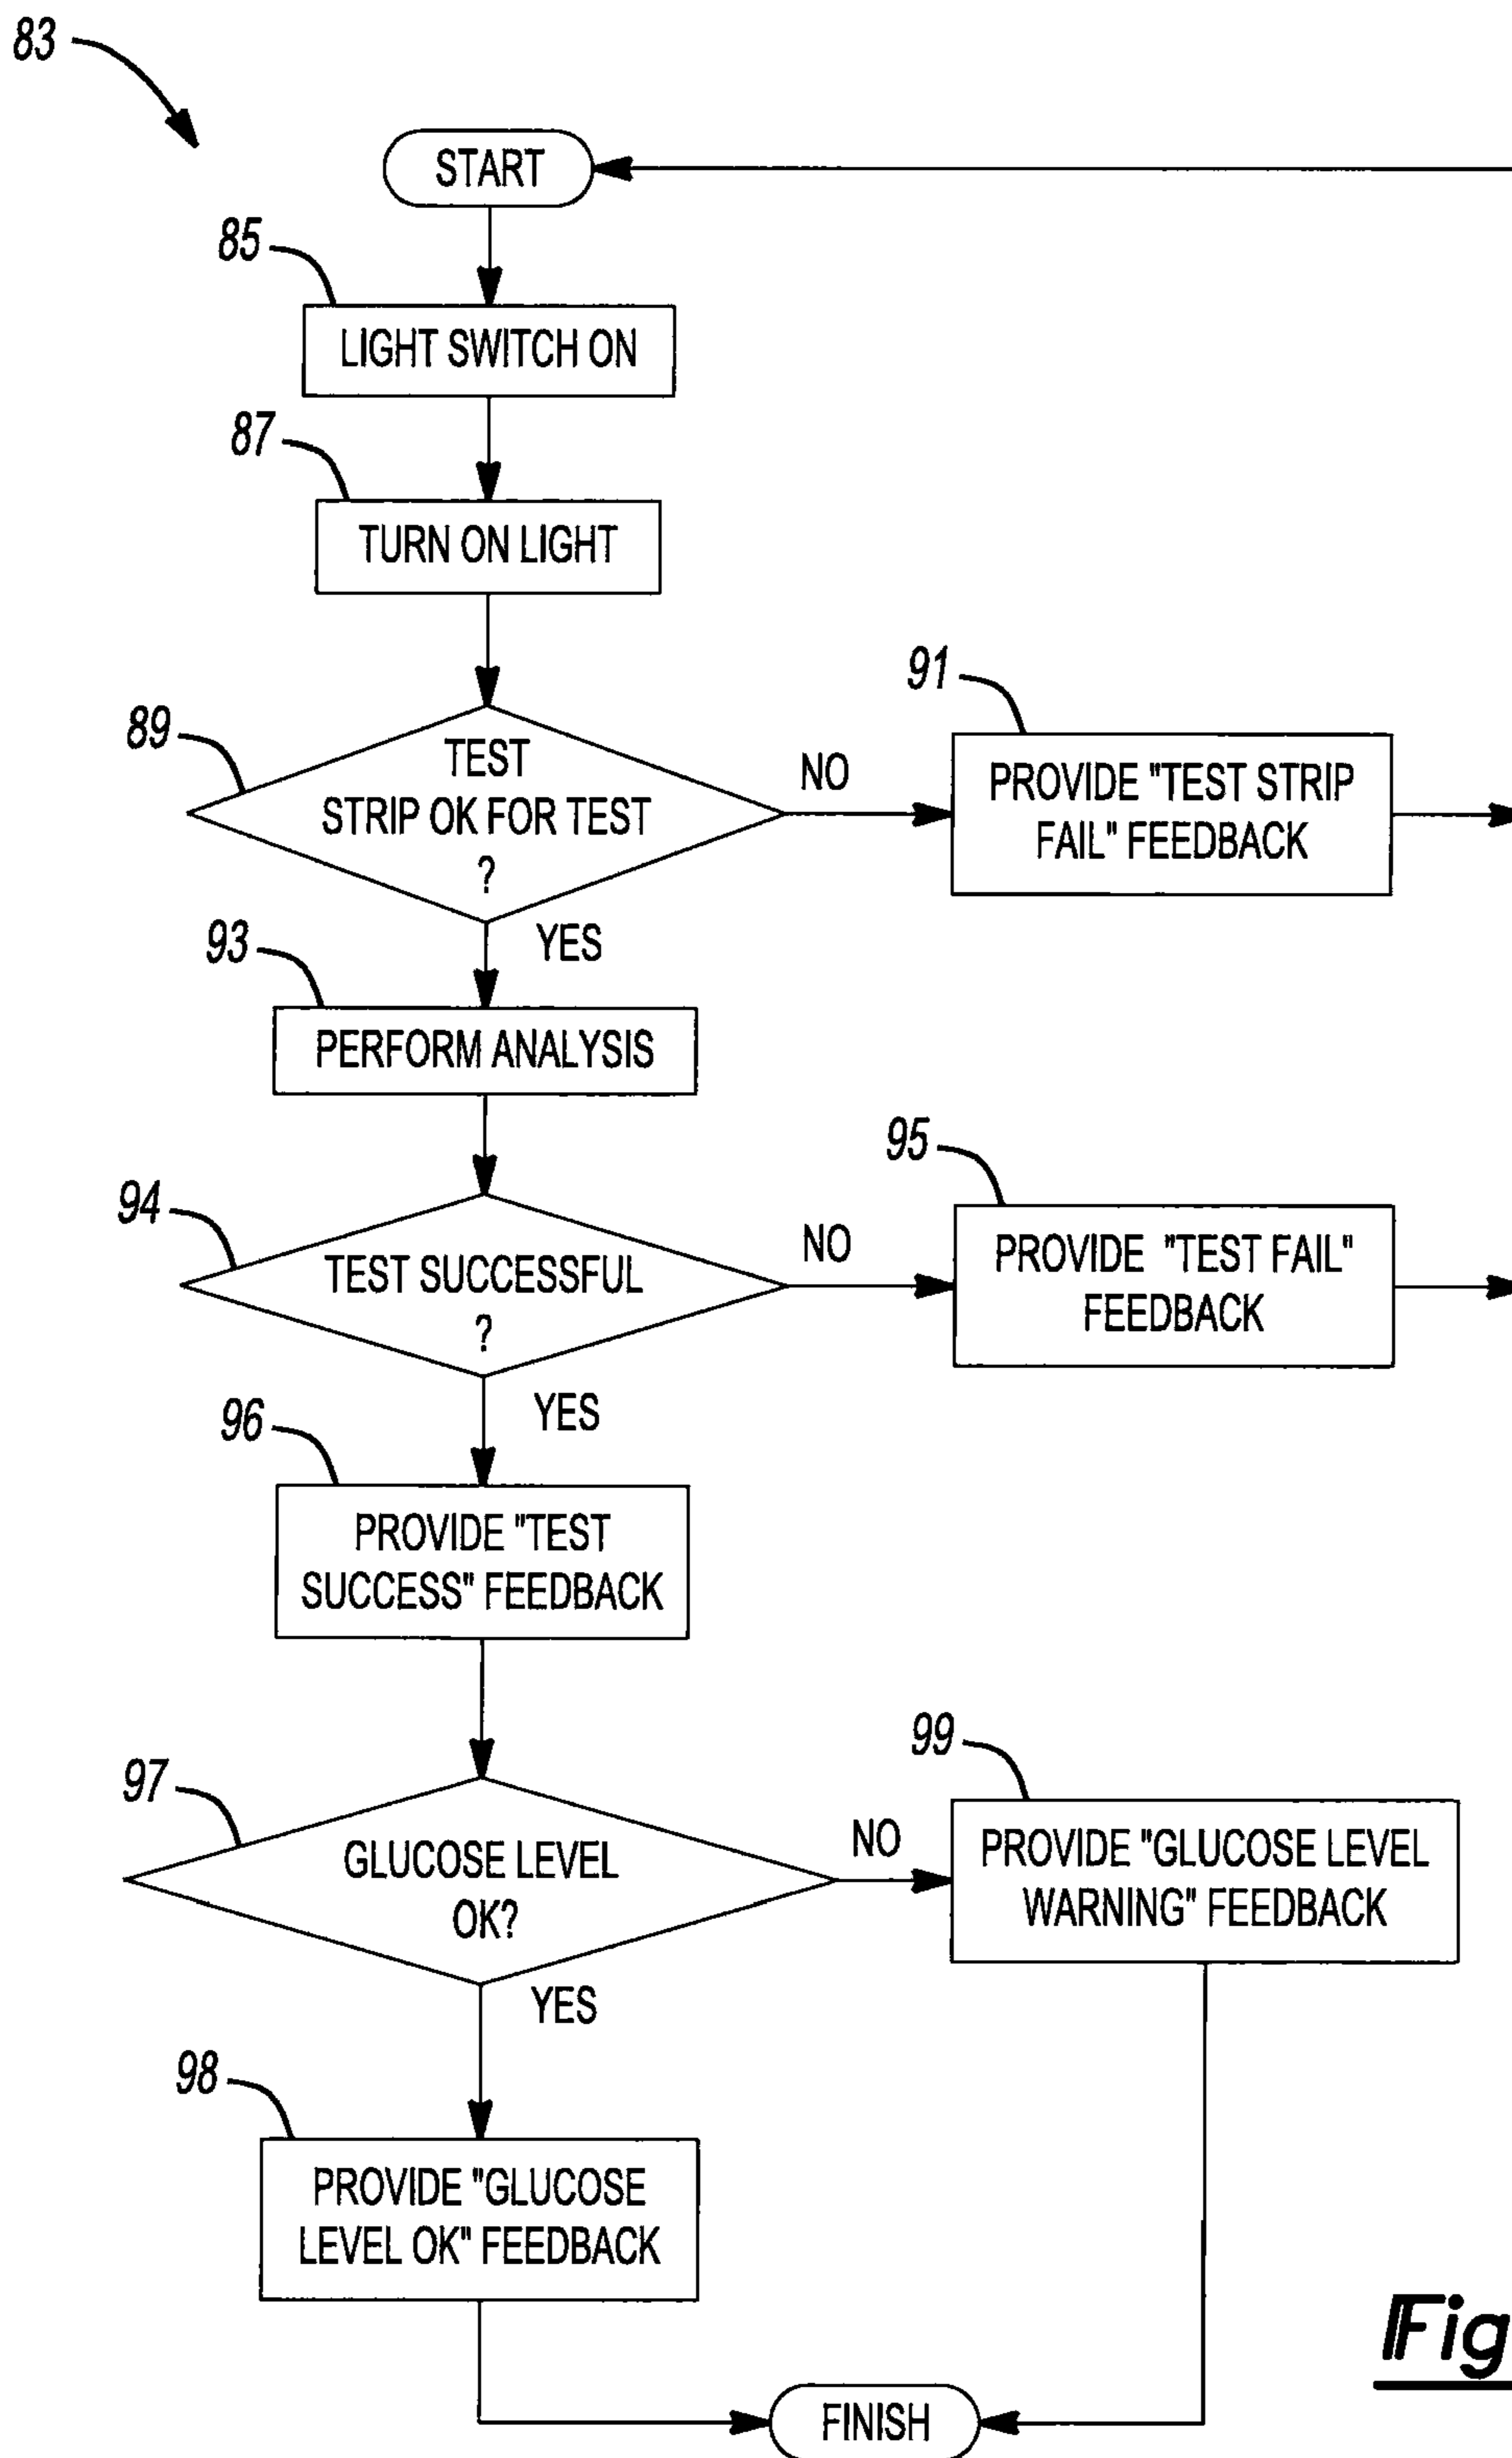 83
START
85
LIGHT SWITCH ON
87
TURN ON LIGHT
89
TEST
STRIP OK FOR TEST
?
NO
91
PROVIDE "TEST STRIP
FAIL" FEEDBACK
YES
93
PERFORM ANALYSIS
94
TEST SUCCESSFUL
?
NO
95
PROVIDE "TEST FAIL"
FEEDBACK
YES
96
PROVIDE "TEST
SUCCESS" FEEDBACK
97
GLUCOSE LEVEL
OK?
NO
99
PROVIDE "GLUCOSE LEVEL
WARNING" FEEDBACK
YES
98
PROVIDE "GLUCOSE
LEVEL OK" FEEDBACK
FINISH
Fig